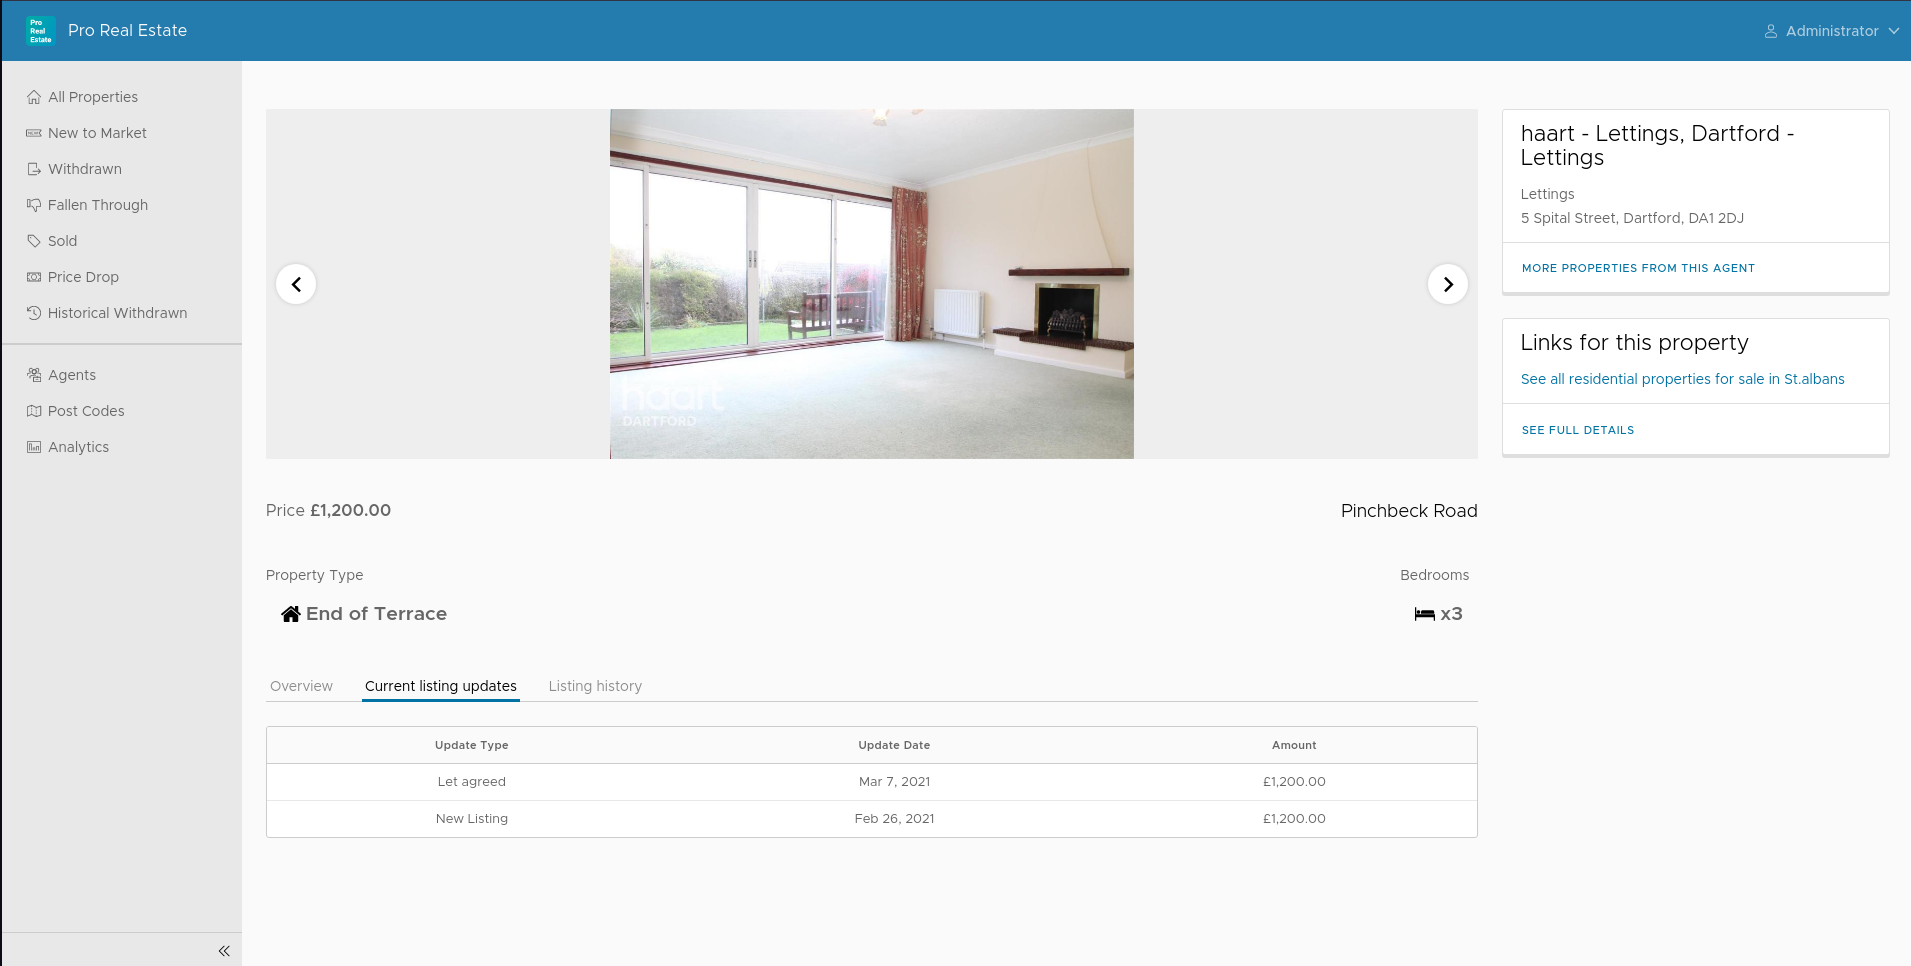 Pro
Real
Estate
Pro Real Estate
Administrator
All Properties
New to Market
Withdrawn
Fallen Through
Sold
Price Drop
Historical Withdrawn
Agents
Post Codes
Analytics
haart
DARTFORD
haart - Lettings, Dartford -
Lettings
Lettings
5 Spital Street, Dartford, DA1 2DJ
MORE PROPERTIES FROM THIS AGENT
Links for this property
See all residential properties for sale in St.albans
SEE FULL DETAILS
Price £1,200.00
Pinchbeck Road
Property Type
Bedrooms
End of Terrace
x3
Overview
Current listing updates
Listing history
Update Type Update Date Amount
Let agreed Mar 7, 2021 £1,200.00
New Listing Feb 26, 2021 £1,200.00